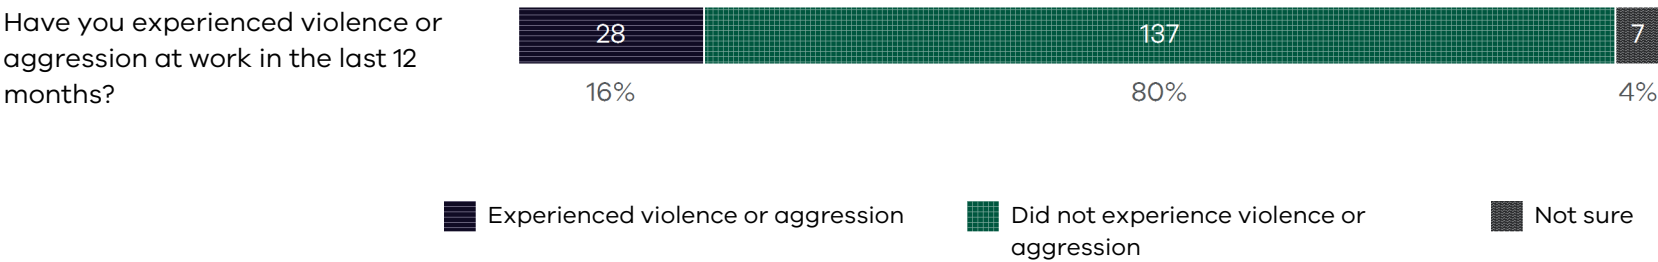 Have you experienced violence or
aggression at work in the last 12
months?
28
137
7
16%
80%
4%
Experienced violence or aggression
Did not experience violence or
aggression
Not sure